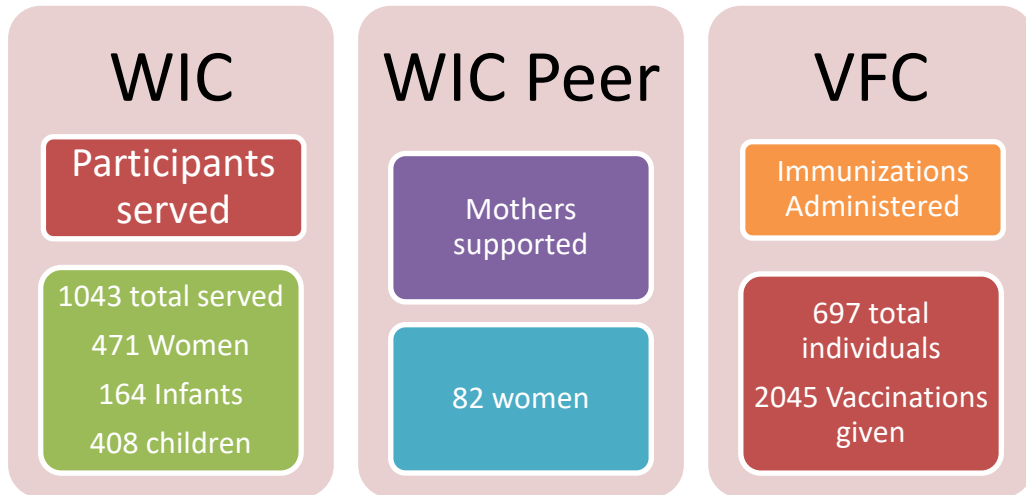 WIC
Participants
served
1043 total served
471 Women
164 Infants
408 children
WIC Peer
Mothers
supported
82 women
VFC
Immunizations
Administered
697 total
individuals
2045 Vaccinations
given